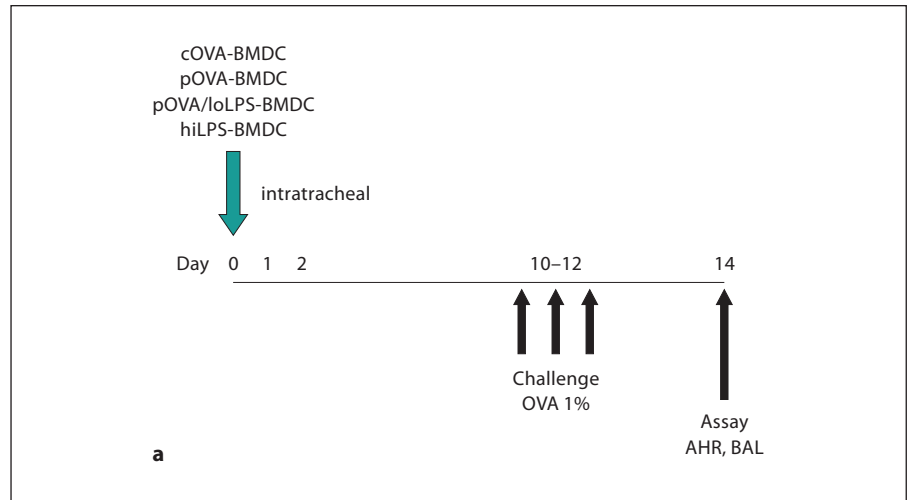 cOVA-BMDC
pOVA-BMDC
pOVA/loLPS-BMDC
hiLPS-BMDC
intratracheal
Day 0 1 2 10–12 14
Challenge
OVA 1%
Assay
AHR, BAL
a